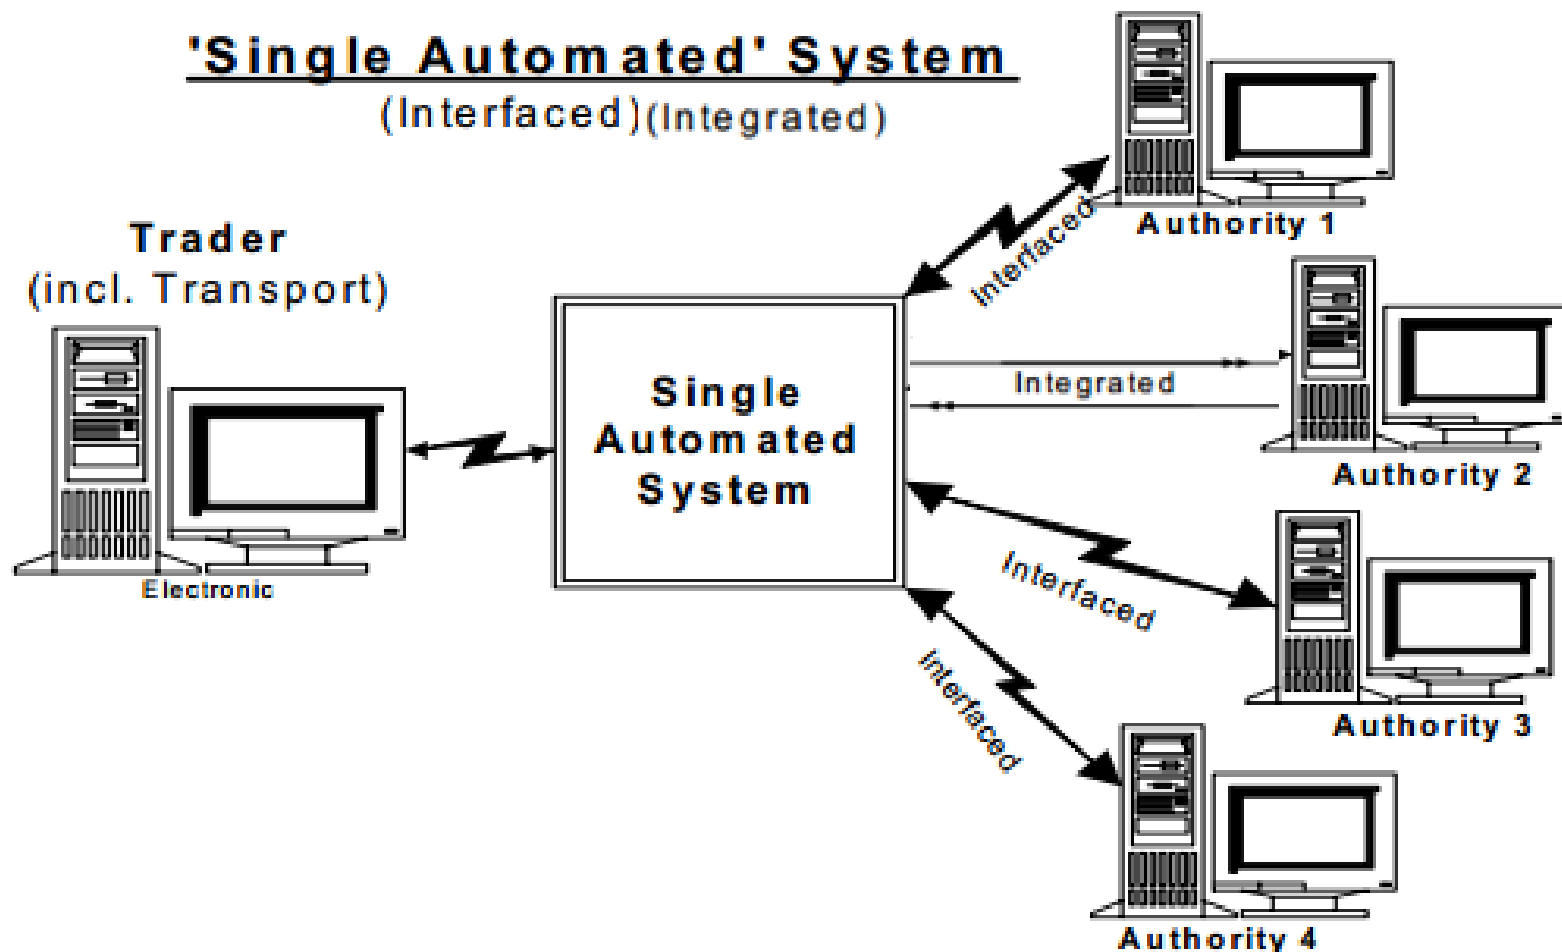 'Single Automated' System
(Interfaced)(Integrated)
Trader
(incl. Transport)
Electronic
Single
Automated
System
Interfaced
Authority 1
Integrated
Authority 2
Interfaced
Authority 3
Interfaced
Authority 4